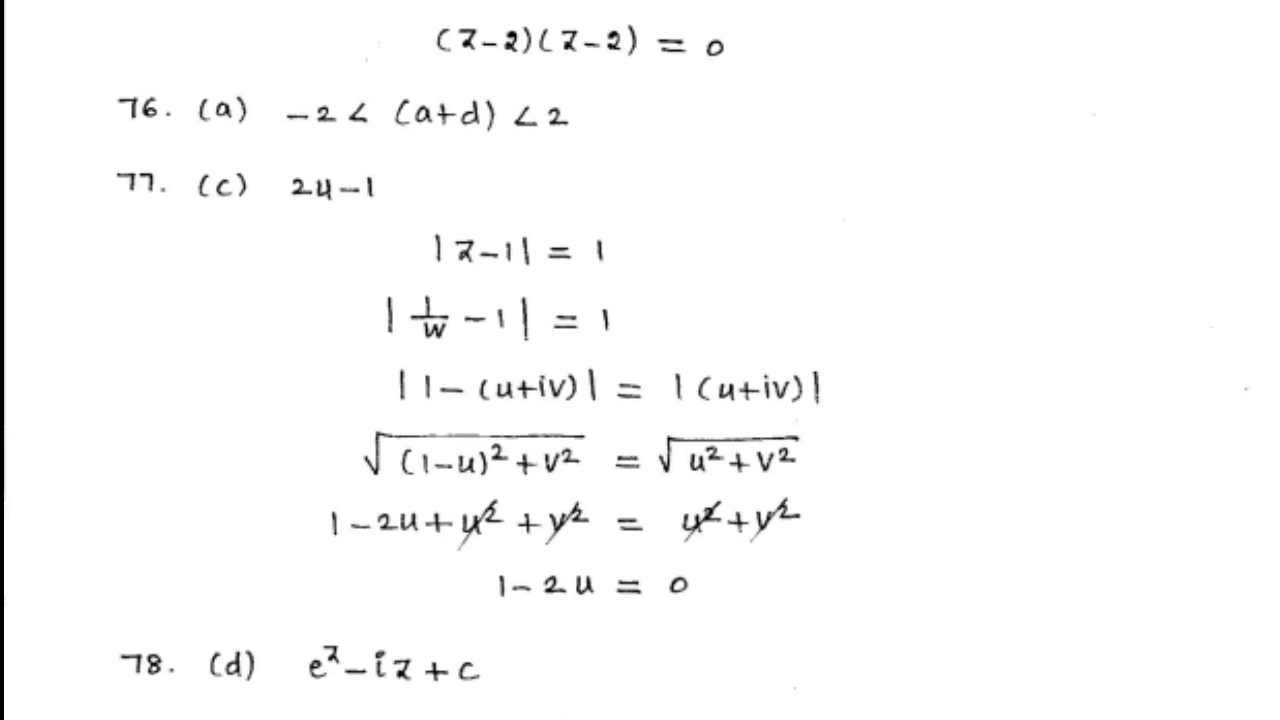 (z-2)(z-2) = 0
76. (a) -2 < (a+d) < 2
77. (c) 2u-1
|z-1| = 1
|1/w - 1| = 1
|1-(u+iv)| = |(u+iv)|
√((1-u)²+v²) = √(u²+v²)
1-2u+u²+v² = u²+v²
1-2u = 0
78. (d) e^z-iz+c